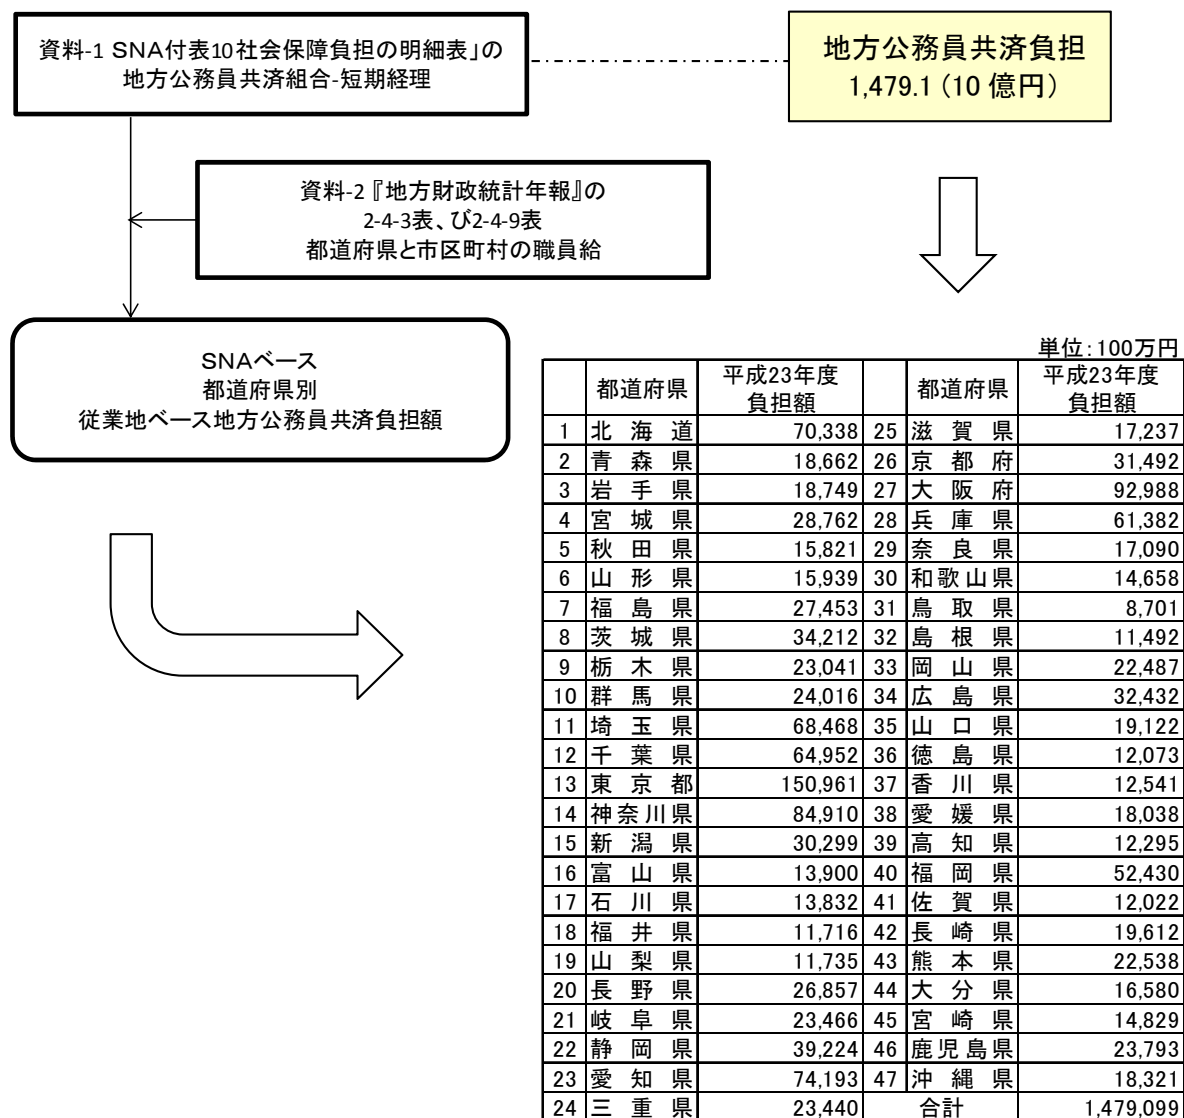 資料-1 SNA付表10社会保障負担の明細表」の
地方公務員共済組合-短期経理
地方公務員共済負担
1,479.1 (10 億円)
資料-2 『地方財政統計年報』の
2-4-3表、び2-4-9表
都道府県と市区町村の職員給
SNAベース
都道府県別
従業地ベース地方公務員共済負担額
単位:100万円
都道府県 平成23年度 負担額 都道府県 平成23年度 負担額
1 北海道 70,338 25 滋賀県 17,237
2 青森県 18,662 26 京都府 31,492
3 岩手県 18,749 27 大阪府 92,988
4 宮城県 28,762 28 兵庫県 61,382
5 秋田県 15,821 29 奈良県 17,090
6 山形県 15,939 30 和歌山県 14,658
7 福島県 27,453 31 鳥取県 8,701
8 茨城県 34,212 32 島根県 11,492
9 栃木県 23,041 33 岡山県 22,487
10 群馬県 24,016 34 広島県 32,432
11 埼玉県 68,468 35 山口県 19,122
12 千葉県 64,952 36 徳島県 12,073
13 東京都 150,961 37 香川県 12,541
14 神奈川県 84,910 38 愛媛県 18,038
15 新潟県 30,299 39 高知県 12,295
16 富山県 13,900 40 福岡県 52,430
17 石川県 13,832 41 佐賀県 12,022
18 福井県 11,716 42 長崎県 19,612
19 山梨県 11,735 43 熊本県 22,538
20 長野県 26,857 44 大分県 16,580
21 岐阜県 23,466 45 宮崎県 14,829
22 静岡県 39,224 46 鹿児島県 23,793
23 愛知県 74,193 47 沖縄県 18,321
24 三重県 23,440 合計 1,479,099